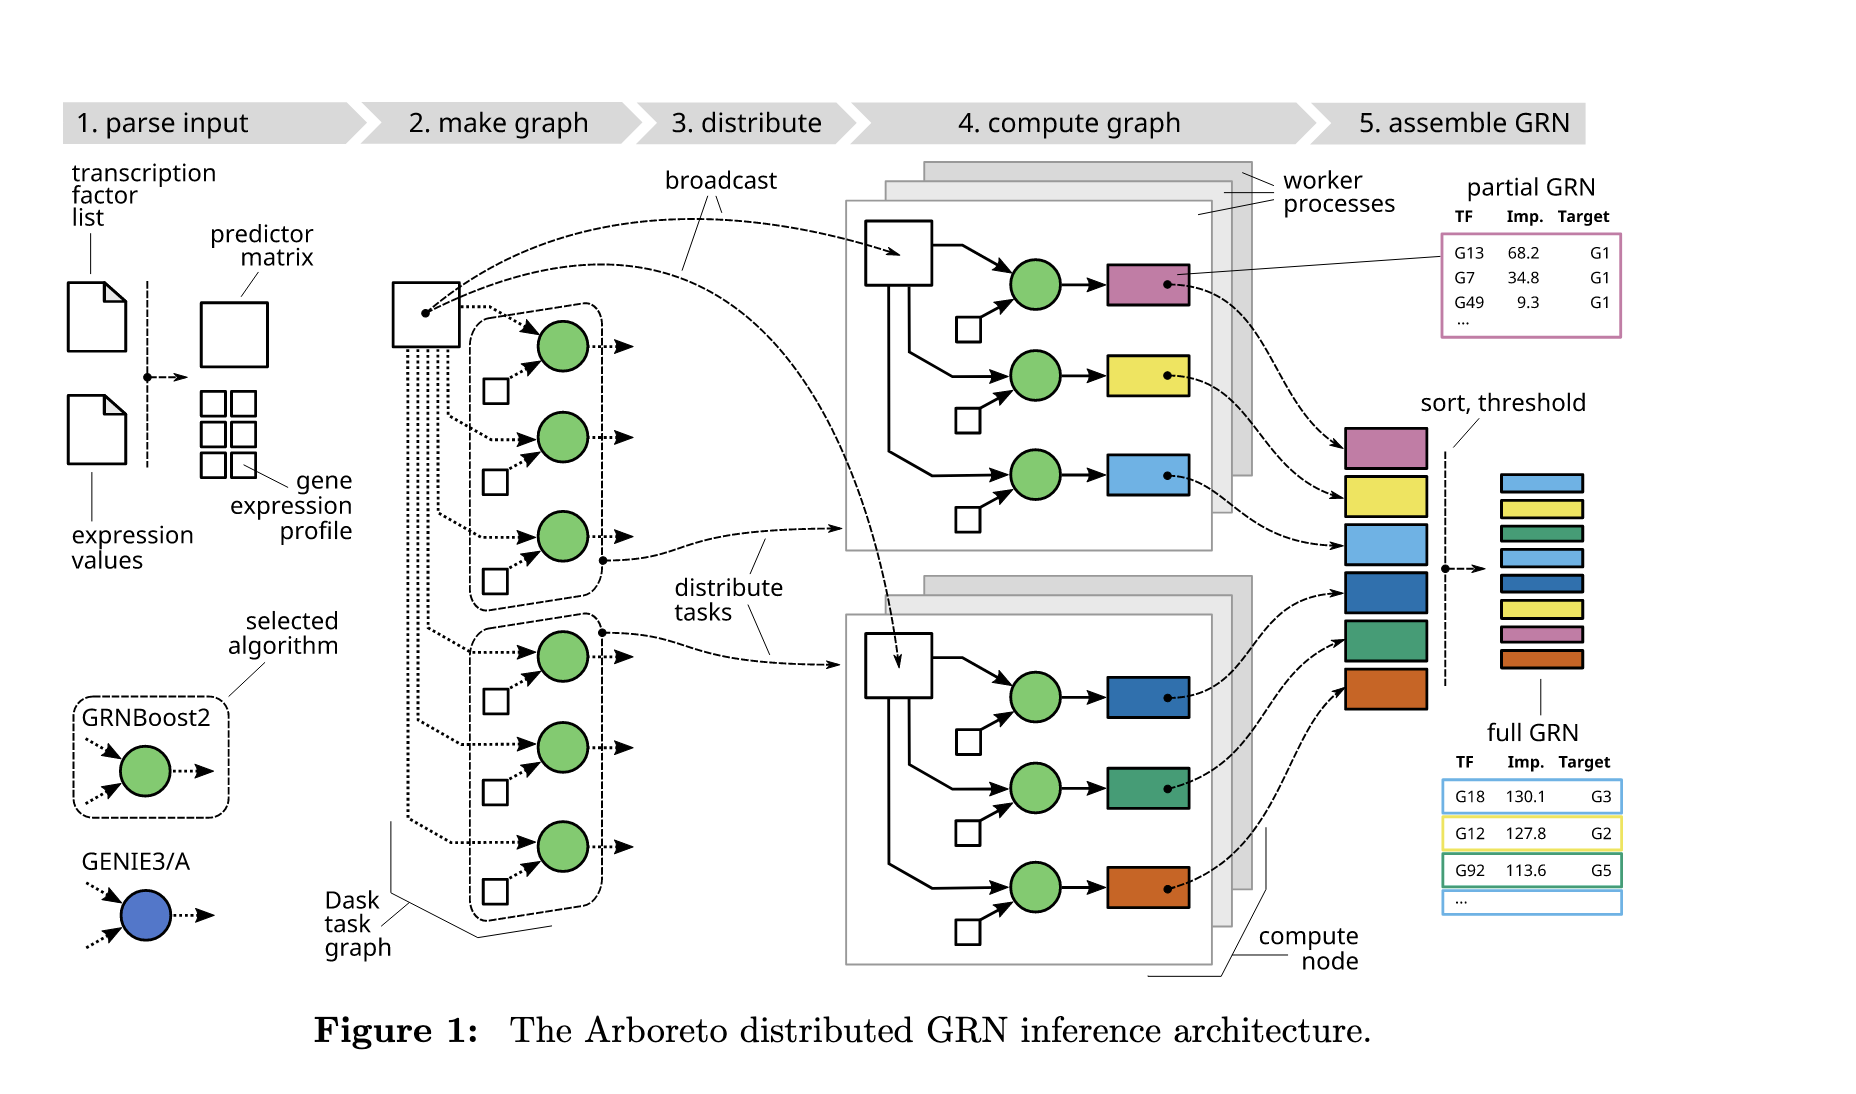 1. parse input
2. make graph
3. distribute
4. compute graph
5. assemble GRN
transcription
factor
list
predictor
matrix
gene
expression
profile
expression
values
selected
algorithm
GRNBoost2
GENIE3/A
Dask
task
graph
broadcast
distribute
tasks
worker
processes
compute
node
partial GRN
TF Imp. Target
G13 68.2 G1
G7 34.8 G1
G49 9.3 G1
...
sort, threshold
full GRN
TF Imp. Target
G18 130.1 G3
G12 127.8 G2
G92 113.6 G5
...
Figure 1: The Arboreto distributed GRN inference architecture.